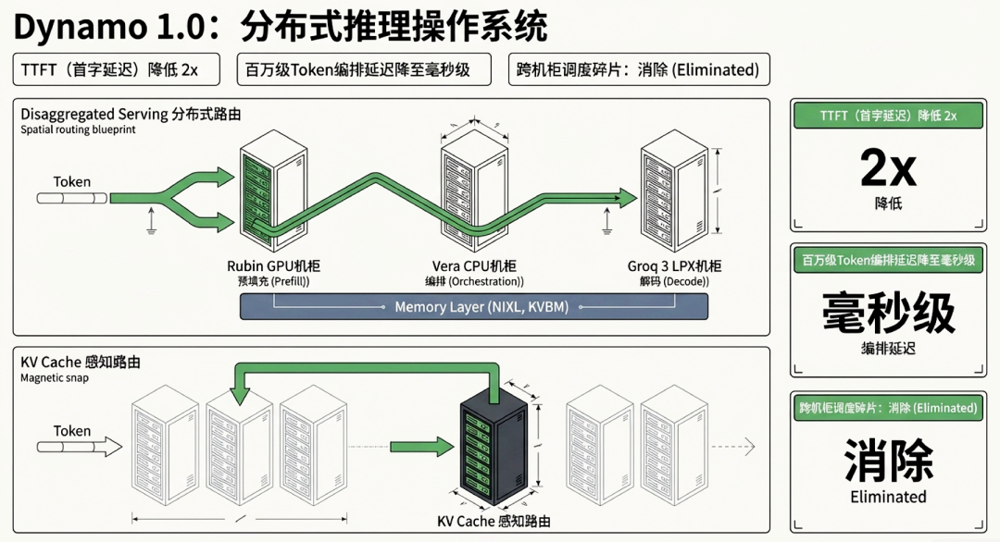 Dynamo 1.0：分布式推理操作系统
TTFT（首字延迟）降低 2x
百万级Token编排延迟降至毫秒级
跨机柜调度碎片：消除 (Eliminated)
Disaggregated Serving 分布式路由
Spatial routing blueprint
Token
Rubin GPU机柜
预填充 (Prefill))
Vera CPU机柜
编排 (Orchestration))
Groq 3 LPX机柜
解码 (Decode))
Memory Layer (NIXL, KVBM)
KV Cache 感知路由
Magnetic snap
Token
KV Cache 感知路由
TTFT（首字延迟）降低 2x
2x
降低
百万级Token编排延迟降至毫秒级
毫秒级
编排延迟
跨机柜调度碎片：消除 (Eliminated)
消除
Eliminated